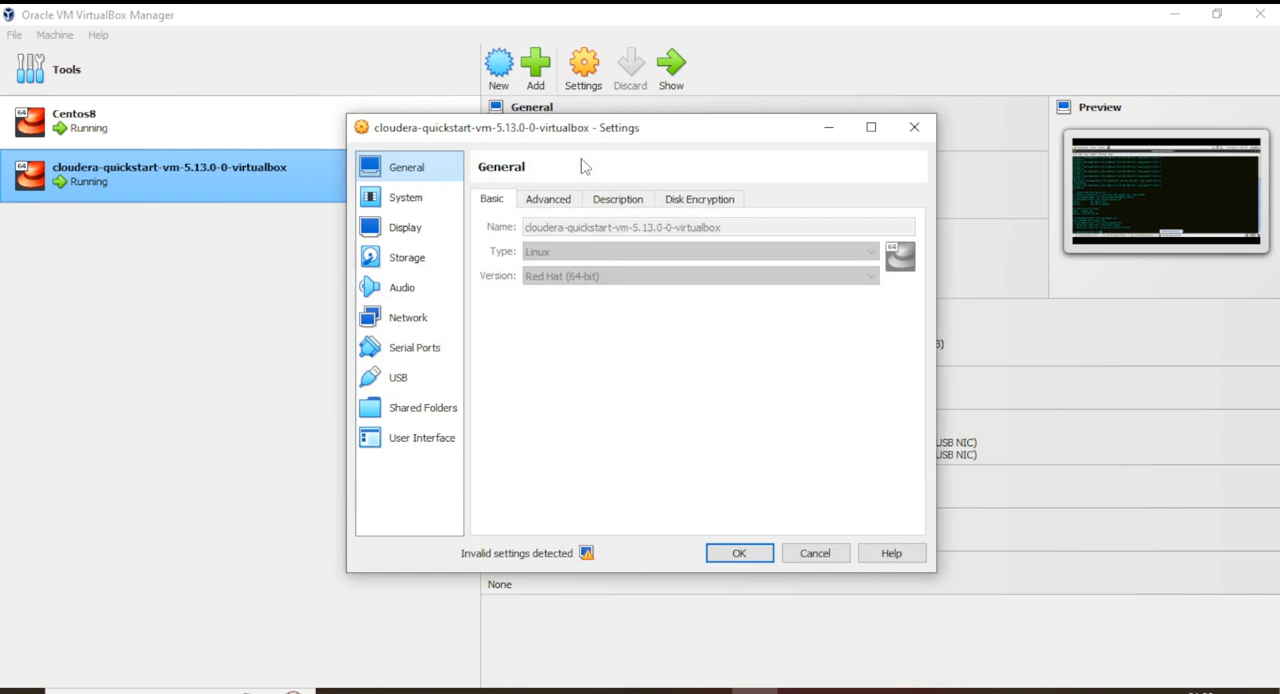 Oracle VM VirtualBox Manager
File Machine Help
Tools
New Add Settings Discard Show
64
Centos8
Running
64
cloudera-quickstart-vm-5.13.0-0-virtualbox
Running
General
Preview
cloudera-quickstart-vm-5.13.0-0-virtualbox - Settings
General
System
Display
Storage
Audio
Network
Serial Ports
USB
Shared Folders
User Interface
General
Basic Advanced Description Disk Encryption
Name: cloudera-quickstart-vm-5.13.0-0-virtualbox
Type: Linux
64
Version: Red Hat (64-bit)
Invalid settings detected
OK Cancel Help
USB NIC)
USB NIC)
None